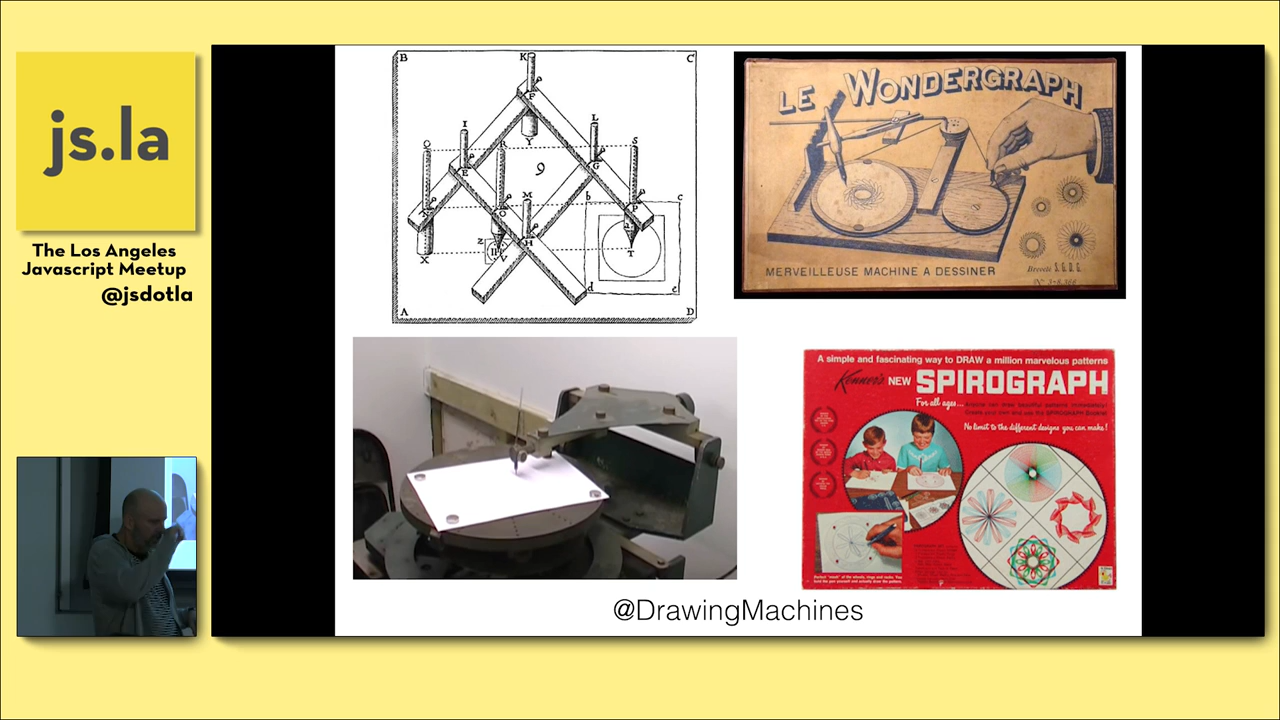 js.la
The Los Angeles
Javascript Meetup
@jsdotla
B
K
C
F
I
L
Q
R
Y
S
9
E
G
M
b
c
P
H
Z
X
V
T
d
e
A
D
LE WONDERGRAPH
MERVEILLEUSE MACHINE A DESSINER
Breveté S.G.D.G.
A simple and fascinating way to DRAW a million marvelous patterns
Kenner's NEW SPIROGRAPH
For all ages...
No limit to the different designs you can make!
@DrawingMachines